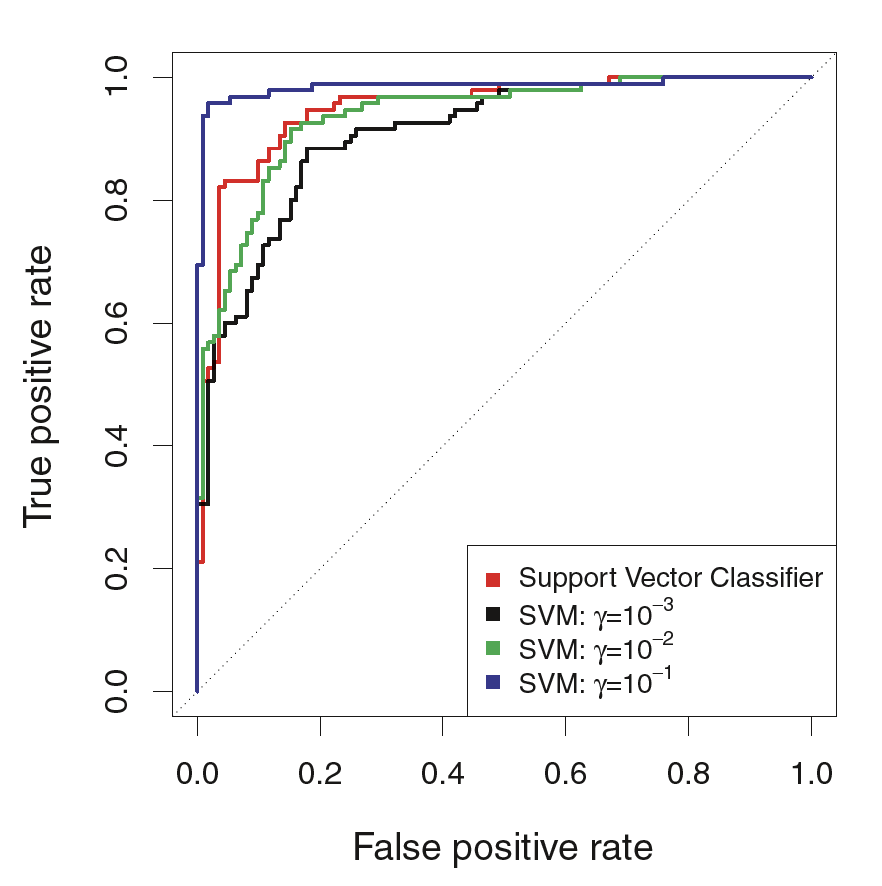 True positive rate
1.0
0.8
0.6
0.4
0.2
0.0
Support Vector Classifier
SVM: γ=10⁻³
SVM: γ=10⁻²
SVM: γ=10⁻¹
0.0 0.2 0.4 0.6 0.8 1.0
False positive rate